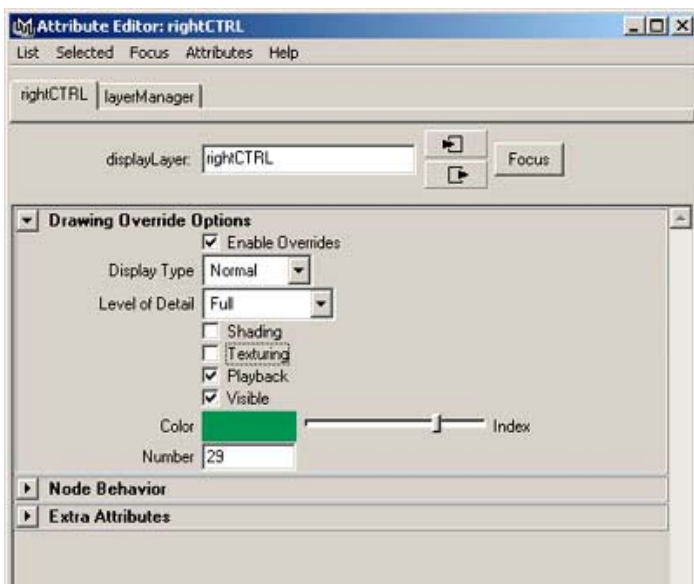 Attribute Editor: rightCTRL
List Selected Focus Attributes Help
rightCTRL layerManager
displayLayer: rightCTRL Focus
Drawing Override Options
Enable Overrides
Display Type Normal
Level of Detail Full
Shading
Texturing
Playback
Visible
Color Index
Number 29
Node Behavior
Extra Attributes